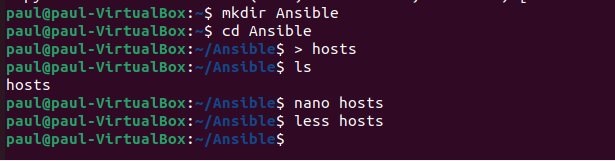 paul@paul-VirtualBox:~$ mkdir Ansible
paul@paul-VirtualBox:~$ cd Ansible
paul@paul-VirtualBox:~/Ansible$ > hosts
paul@paul-VirtualBox:~/Ansible$ ls
hosts
paul@paul-VirtualBox:~/Ansible$ nano hosts
paul@paul-VirtualBox:~/Ansible$ less hosts
paul@paul-VirtualBox:~/Ansible$